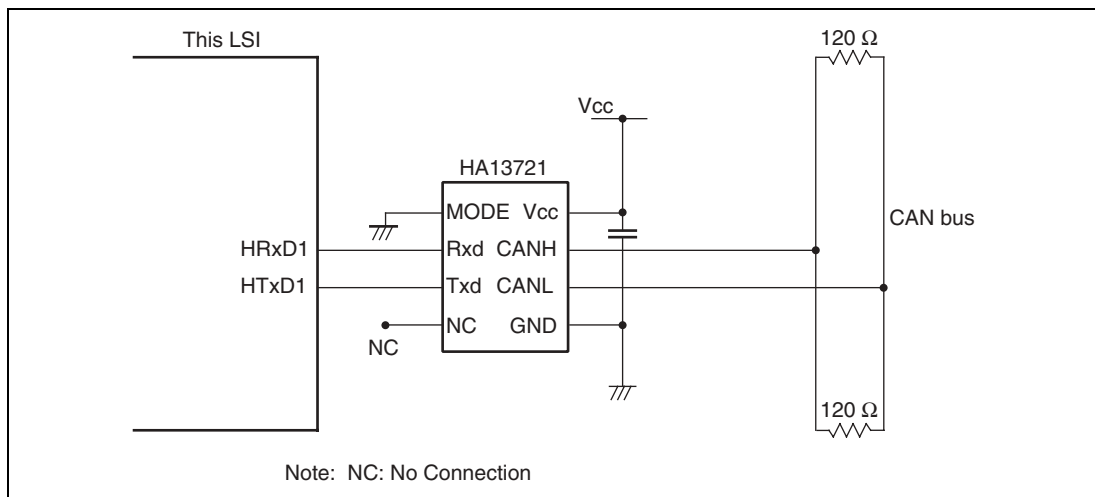 This LSI
120 Ω
Vcc
HA13721
MODE Vcc
CAN bus
HRxD1
Rxd CANH
HTxD1
Txd CANL
NC GND
NC
120 Ω
Note: NC: No Connection